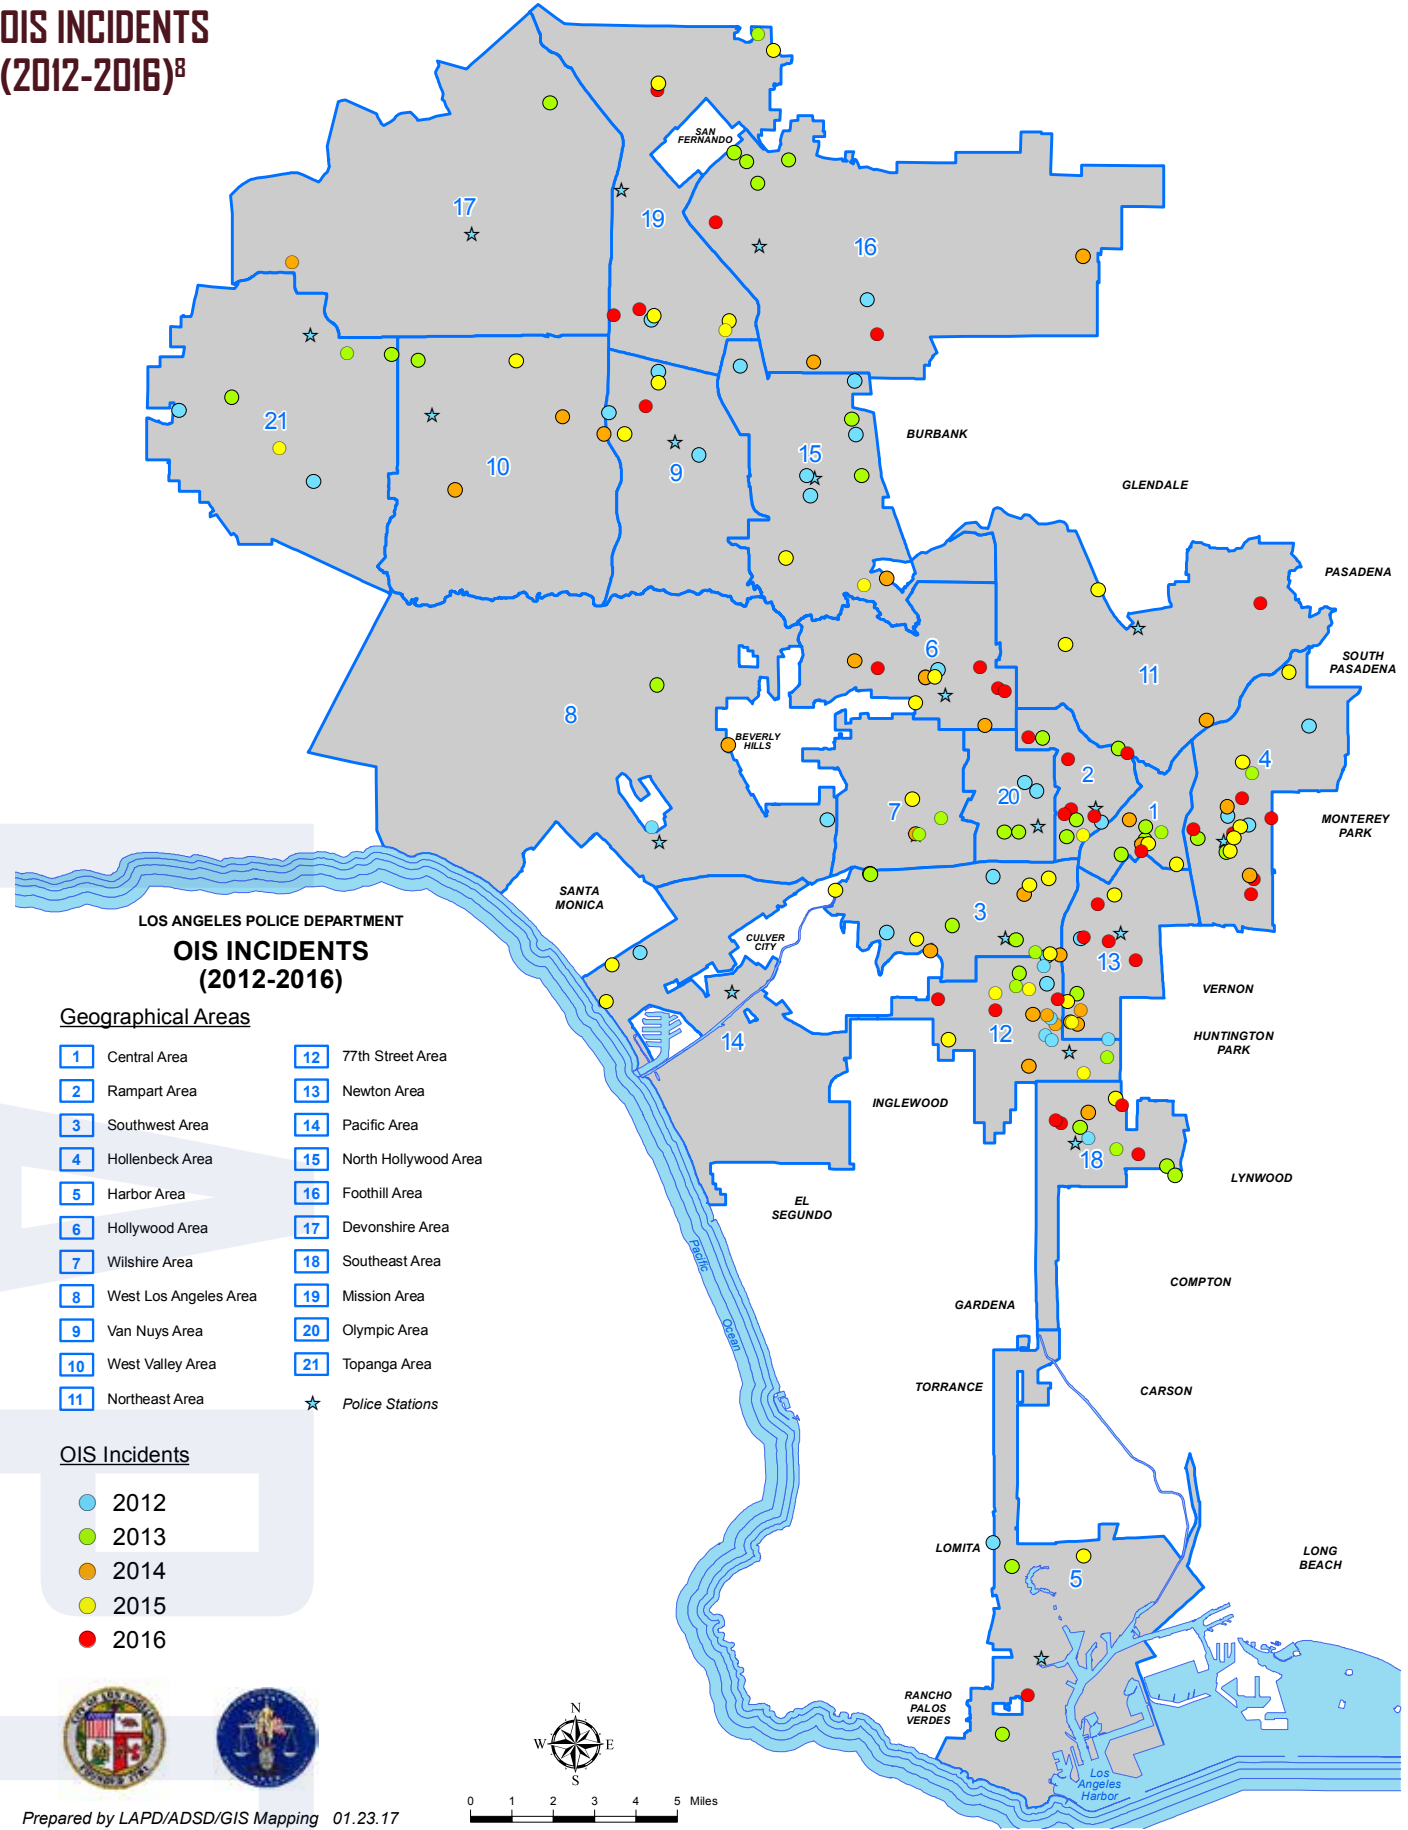 OIS INCIDENTS
(2012-2016)8
SAN
FERNANDO
17
19
16
21
10
9
15
BURBANK
GLENDALE
PASADENA
SOUTH
PASADENA
6
11
8
BEVERLY
HILLS
2
4
20
7
1
MONTEREY
PARK
SANTA
MONICA
3
CULVER
CITY
13
VERNON
HUNTINGTON
PARK
12
14
INGLEWOOD
18
LYNWOOD
EL
SEGUNDO
Pacific
Ocean
COMPTON
GARDENA
TORRANCE
CARSON
LOMITA
5
LONG
BEACH
RANCHO
PALOS
VERDES
Los
Angeles
Harbor
LOS ANGELES POLICE DEPARTMENT
OIS INCIDENTS
(2012-2016)
Geographical Areas
1 Central Area
2 Rampart Area
3 Southwest Area
4 Hollenbeck Area
5 Harbor Area
6 Hollywood Area
7 Wilshire Area
8 West Los Angeles Area
9 Van Nuys Area
10 West Valley Area
11 Northeast Area
12 77th Street Area
13 Newton Area
14 Pacific Area
15 North Hollywood Area
16 Foothill Area
17 Devonshire Area
18 Southeast Area
19 Mission Area
20 Olympic Area
21 Topanga Area
Police Stations
OIS Incidents
2012
2013
2014
2015
2016
CITY OF LOS ANGELES
FOUNDED 1781
N
W E
S
0 1 2 3 4 5 Miles
Prepared by LAPD/ADSD/GIS Mapping 01.23.17